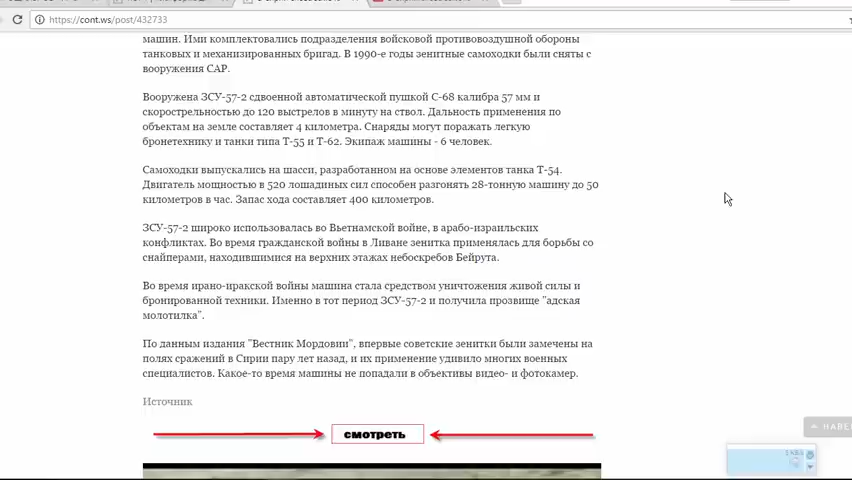 https://cont.ws/post/432733
машин. Ими комплектовались подразделения войсковой противовоздушной обороны
танковых и механизированных бригад. В 1990-е годы зенитные самоходки были сняты с
вооружения САР.
Вооружена ЗСУ-57-2 сдвоенной автоматической пушкой С-68 калибра 57 мм и
скорострельностью до 120 выстрелов в минуту на ствол. Дальность применения по
объектам на земле составляет 4 километра. Снаряды могут поражать легкую
бронетехнику и танки типа Т-55 и Т-62. Экипаж машины - 6 человек.
Самоходки выпускались на шасси, разработанном на основе элементов танка Т-54.
Двигатель мощностью в 520 лошадиных сил способен разгонять 28-тонную машину до 50
километров в час. Запас хода составляет 400 километров.
ЗСУ-57-2 широко использовалась во Вьетнамской войне, в арабо-израильских
конфликтах. Во время гражданской войны в Ливане зенитка применялась для борьбы со
снайперами, находившимися на верхних этажах небоскребов Бейрута.
Во время ирано-иракской войны машина стала средством уничтожения живой силы и
бронированной техники. Именно в тот период ЗСУ-57-2 и получила прозвище "адская
молотилка".
По данным издания "Вестник Мордовии", впервые советские зенитки были замечены на
полях сражений в Сирии пару лет назад, и их применение удивило многих военных
специалистов. Какое-то время машины не попадали в объективы видео- и фотокамер.
Источник
смотреть